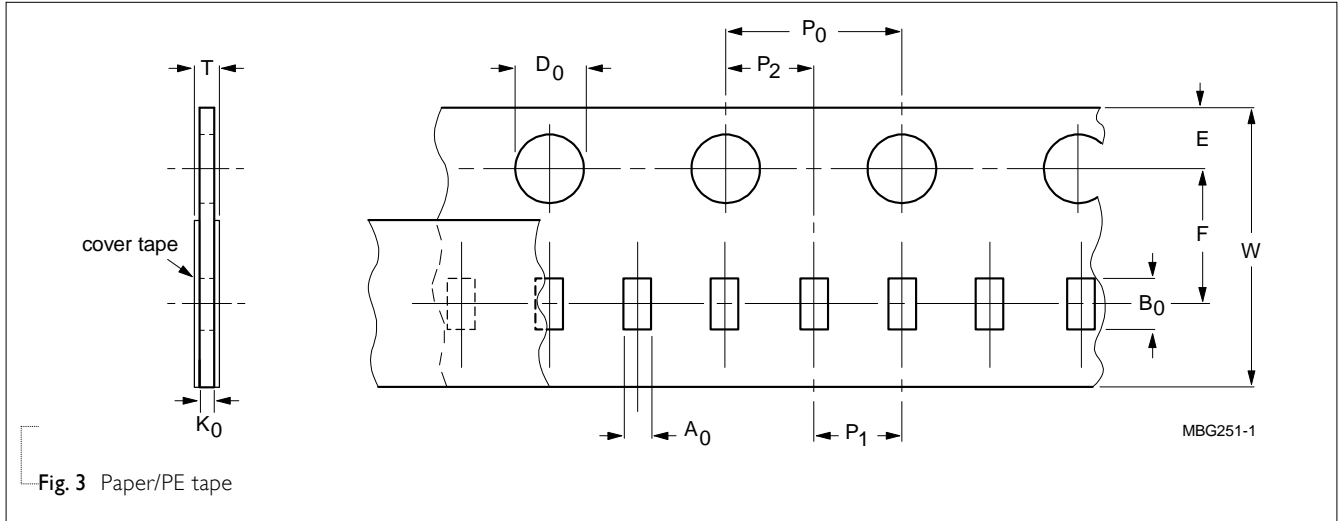 P0
T
D0
P2
E
F
W
cover tape
B0
K0
A0
P1
MBG251-1
Fig. 3 Paper/PE tape